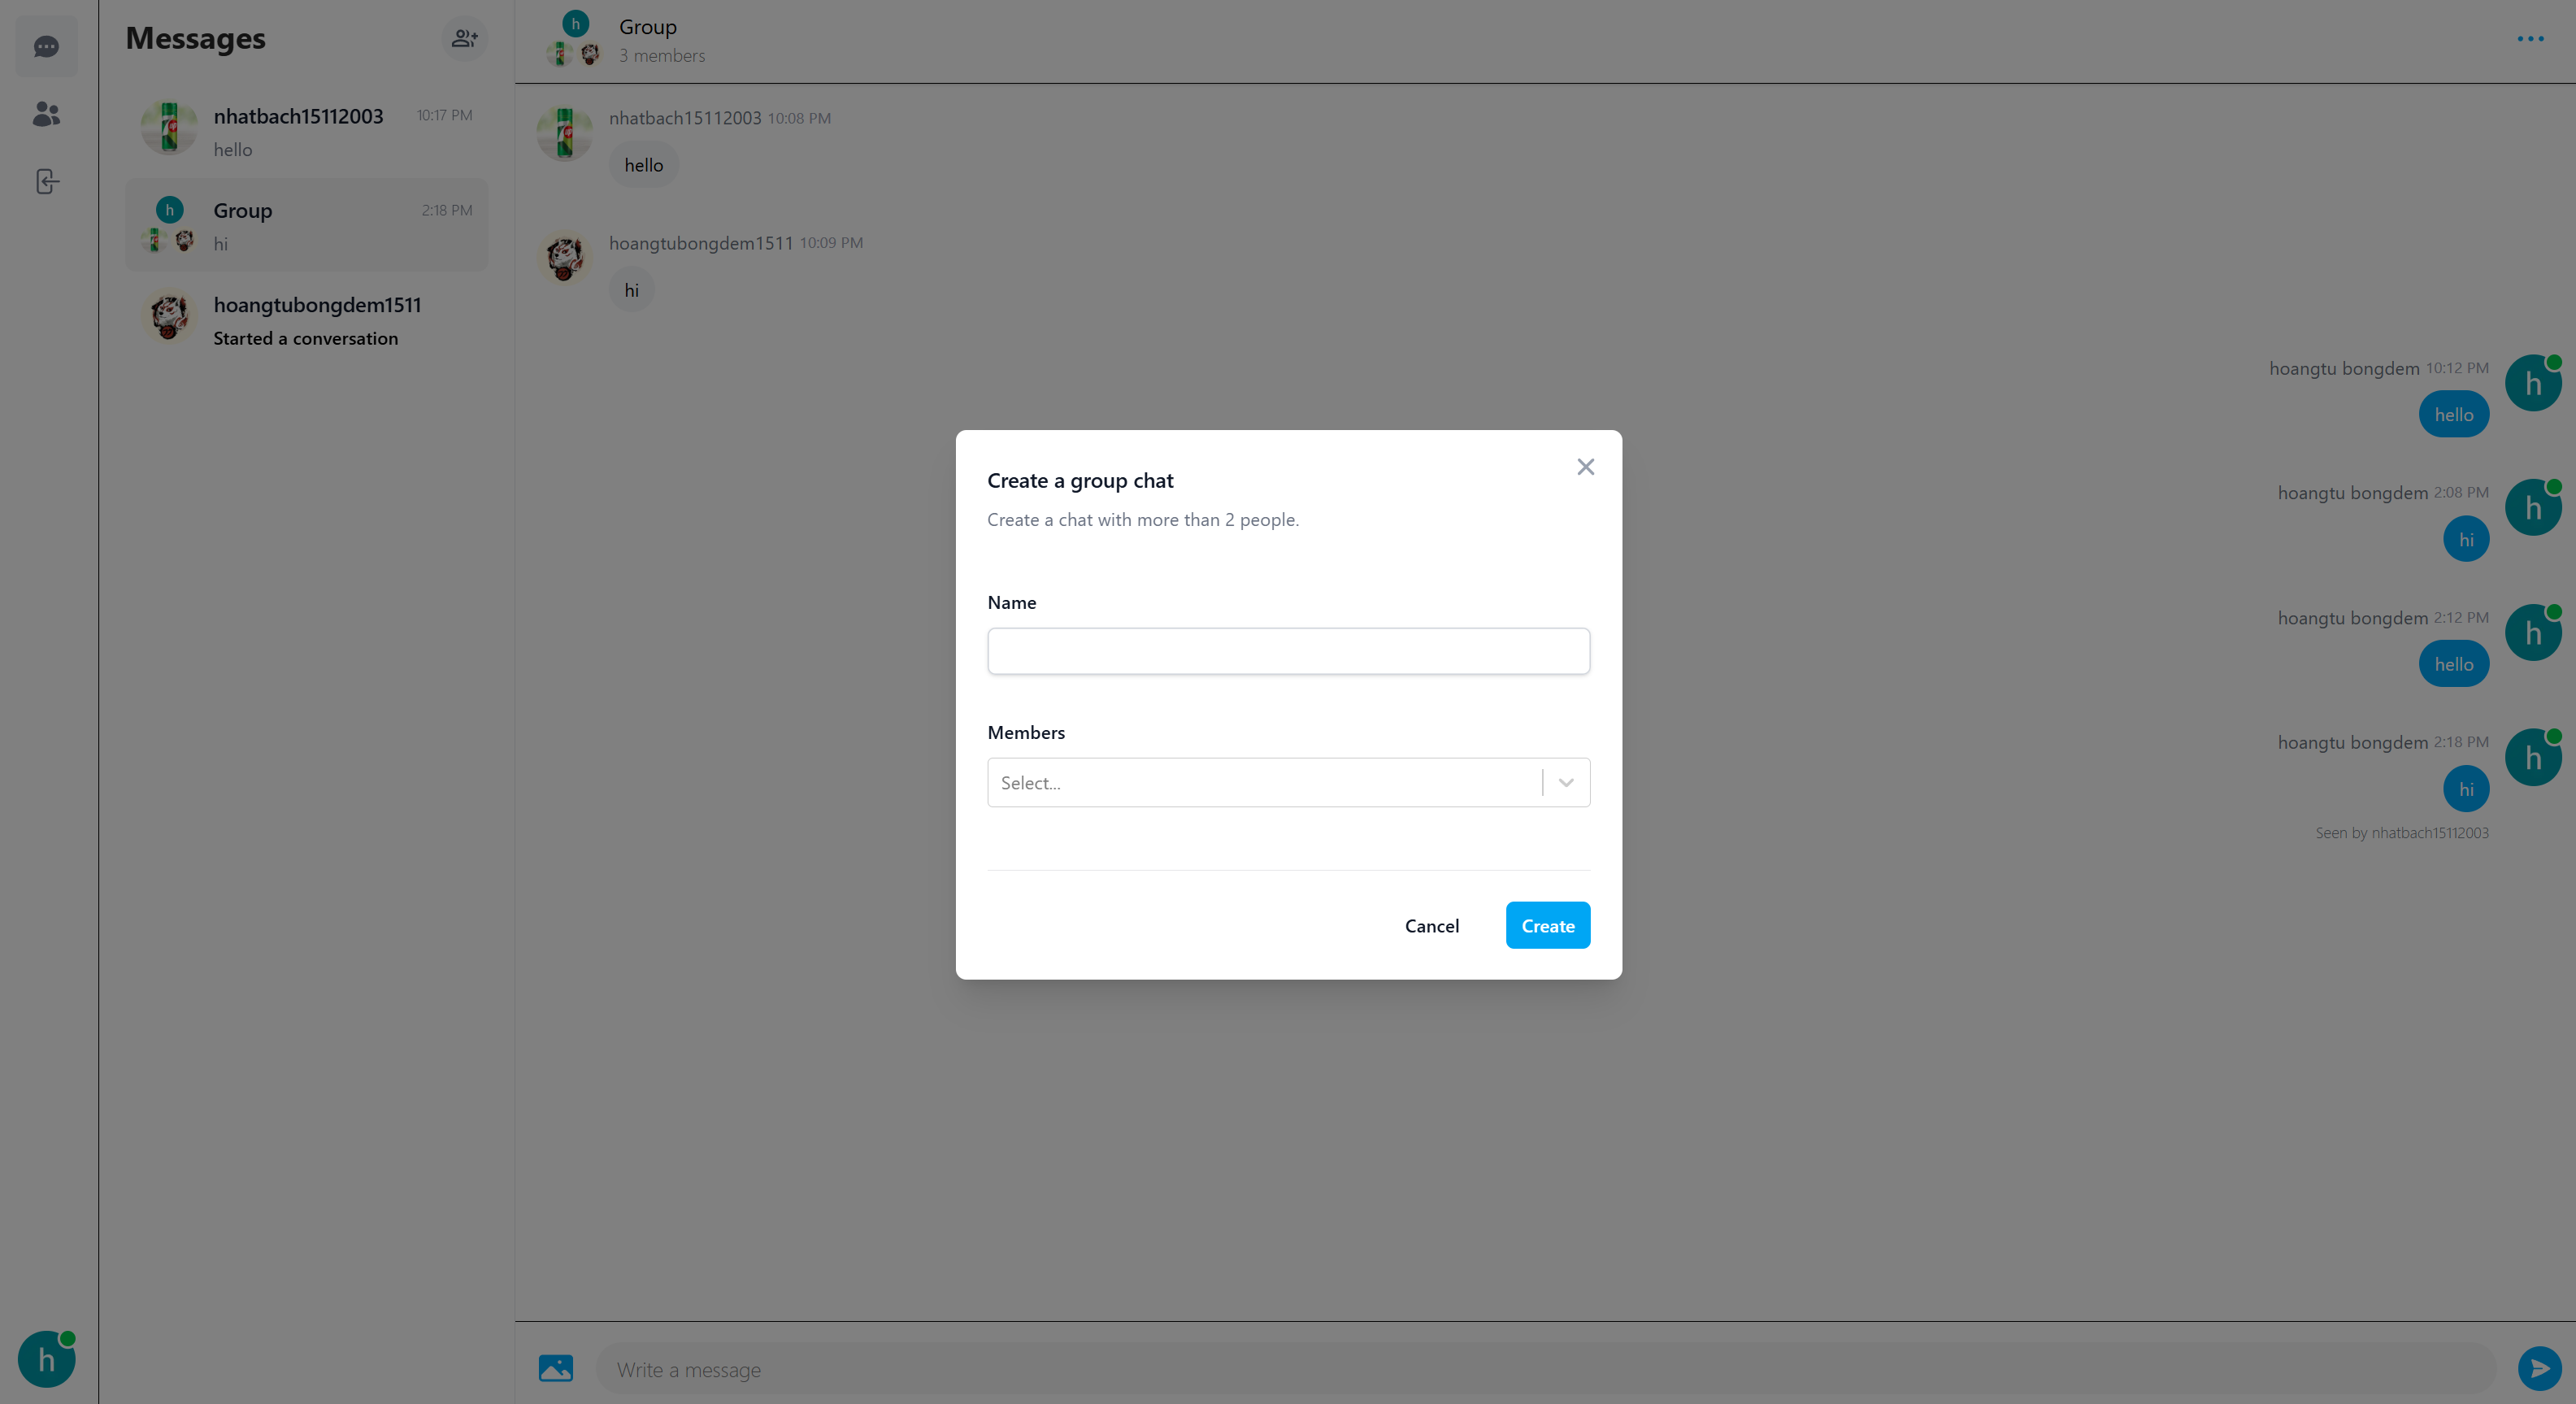 Messages
nhatbach15112003 10:17 PM
hello
h
Group 2:18 PM
hi
hoangtubongdem1511
Started a conversation
h
h
Group
3 members
nhatbach15112003 10:08 PM
hello
hoangtubongdem1511 10:09 PM
hi
hoangtu bongdem 10:12 PM
h
hello
hoangtu bongdem 2:08 PM
h
hi
hoangtu bongdem 2:12 PM
h
hello
hoangtu bongdem 2:18 PM
h
hi
Seen by nhatbach15112003
Create a group chat
Create a chat with more than 2 people.
Name
Members
Select...
Cancel
Create
Write a message